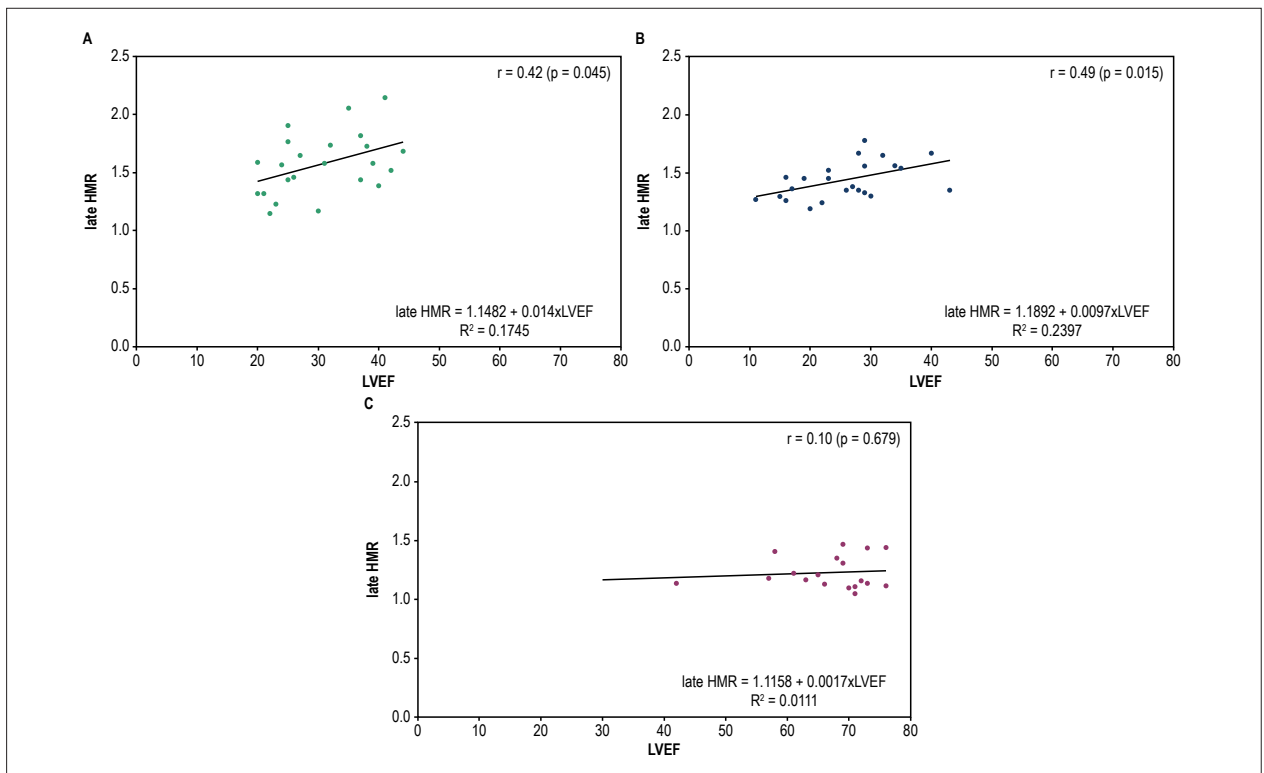 A
2.5
2.0
1.5
1.0
0.5
0.0
late HMR
r = 0.42 (p = 0.045)
late HMR = 1.1482 + 0.014xLVEF
R² = 0.1745
0 10 20 30 40 50 60 70 80
LVEF
B
2.5
2.0
1.5
1.0
0.5
0.0
late HMR
r = 0.49 (p = 0.015)
late HMR = 1.1892 + 0.0097xLVEF
R² = 0.2397
0 10 20 30 40 50 60 70 80
LVEF
C
2.5
2.0
1.5
1.0
0.5
0.0
late HMR
r = 0.10 (p = 0.679)
late HMR = 1.1158 + 0.0017xLVEF
R² = 0.0111
0 10 20 30 40 50 60 70 80
LVEF